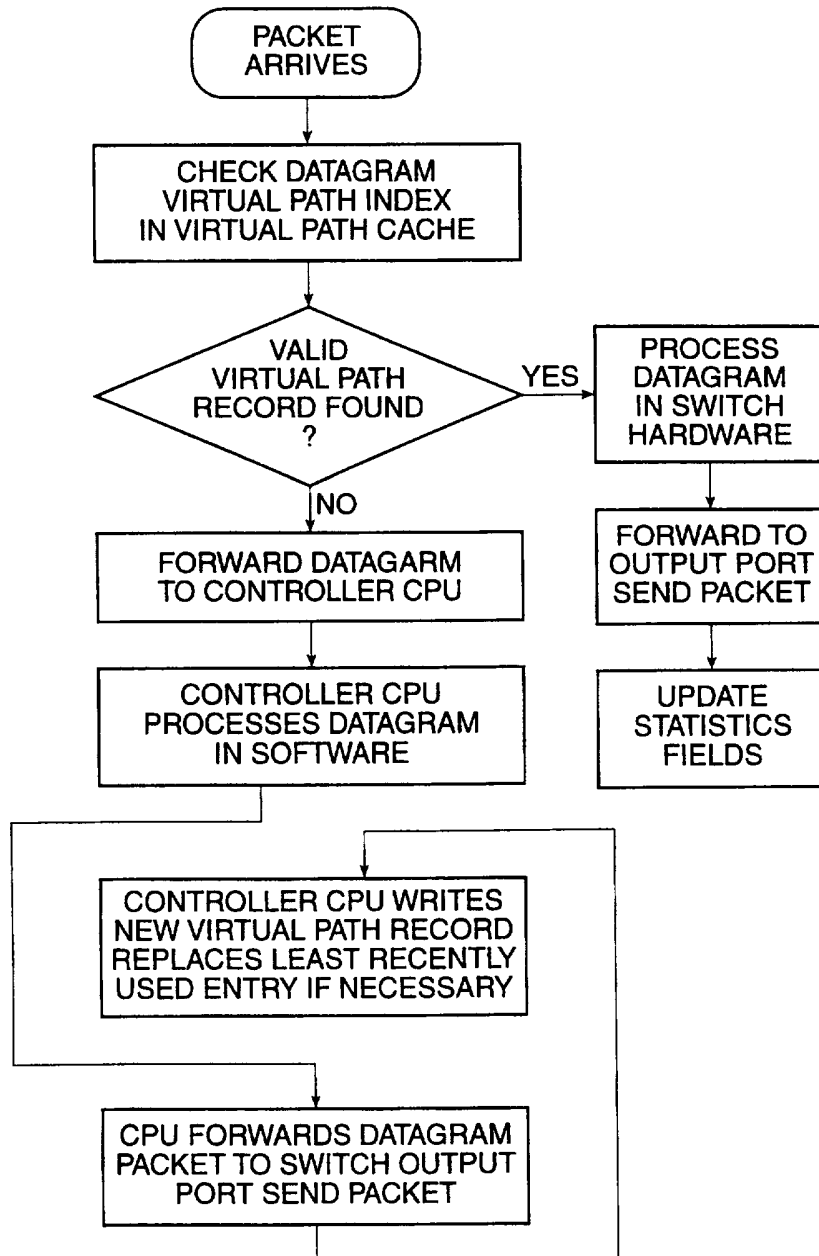 PACKET
ARRIVES
CHECK DATAGRAM
VIRTUAL PATH INDEX
IN VIRTUAL PATH CACHE
VALID
VIRTUAL PATH
RECORD FOUND
?
YES
PROCESS
DATAGRAM
IN SWITCH
HARDWARE
NO
FORWARD DATAGARM
TO CONTROLLER CPU
FORWARD TO
OUTPUT PORT
SEND PACKET
CONTROLLER CPU
PROCESSES DATAGRAM
IN SOFTWARE
UPDATE
STATISTICS
FIELDS
CONTROLLER CPU WRITES
NEW VIRTUAL PATH RECORD
REPLACES LEAST RECENTLY
USED ENTRY IF NECESSARY
CPU FORWARDS DATAGRAM
PACKET TO SWITCH OUTPUT
PORT SEND PACKET